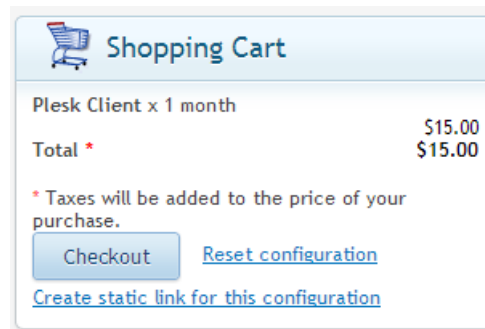 Shopping Cart
Plesk Client x 1 month
$15.00
Total * $15.00
* Taxes will be added to the price of your
purchase.
Checkout Reset configuration
Create static link for this configuration